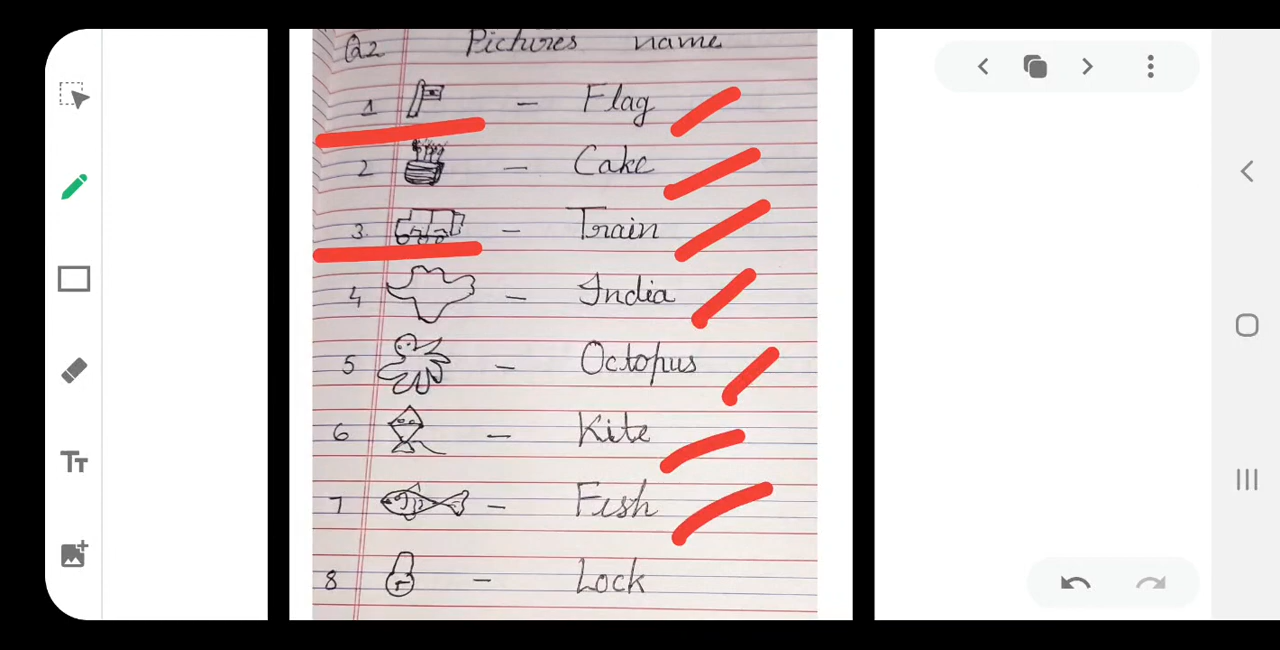 Q2 Pictures name
1 - Flag
2 - Cake
3. - Train
4 - India
5 - Octopus
6 - Kite
7 - Fish
8 - Lock
TT